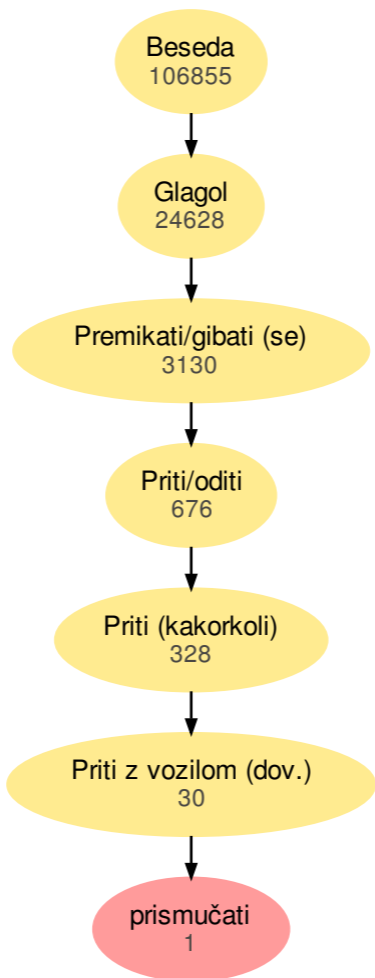 Beseda
106855
Glagol
24628
Premikati/gibati (se)
3130
Priti/oditi
676
Priti (kakorkoli)
328
Priti z vozilom (dov.)
30
prismučati
1